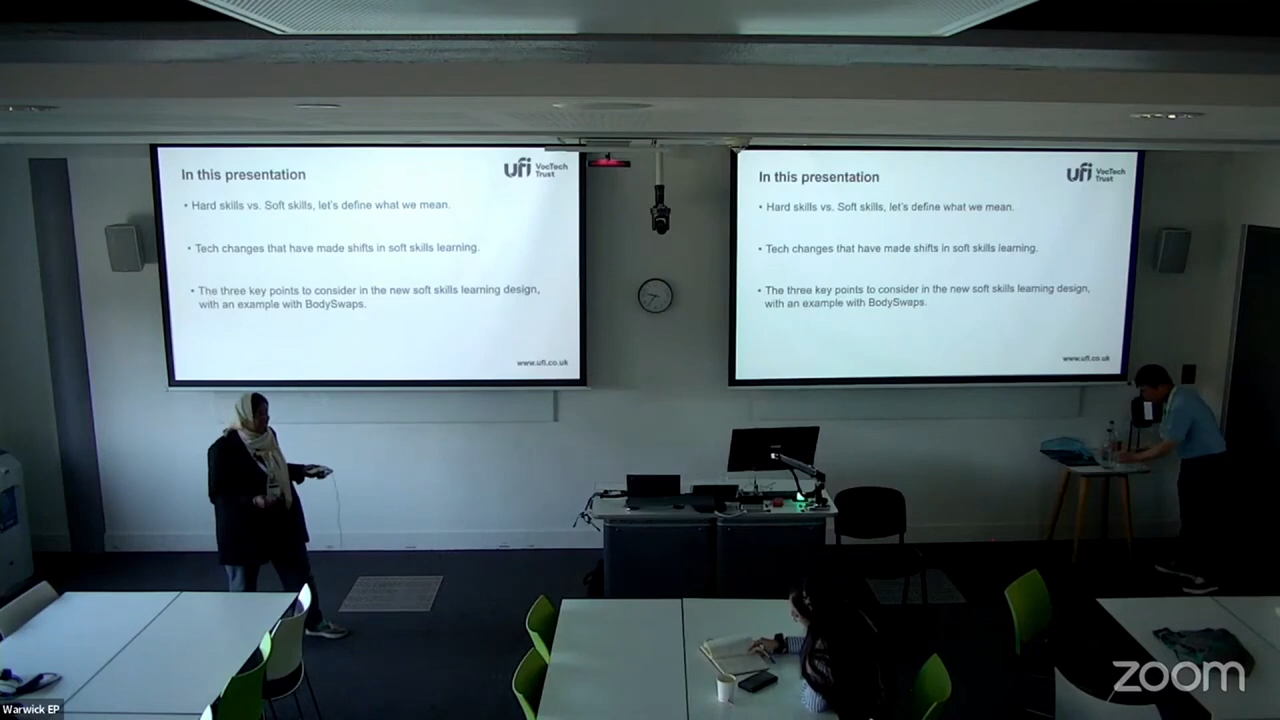 In this presentation
ufi VocTech Trust
• Hard skills vs. Soft skills, let's define what we mean.
• Tech changes that have made shifts in soft skills learning.
• The three key points to consider in the new soft skills learning design,
with an example with BodySwaps.
www.ufi.co.uk
In this presentation
ufi VocTech Trust
• Hard skills vs. Soft skills, let's define what we mean.
• Tech changes that have made shifts in soft skills learning.
• The three key points to consider in the new soft skills learning design,
with an example with BodySwaps.
www.ufi.co.uk
Warwick EP
zoom